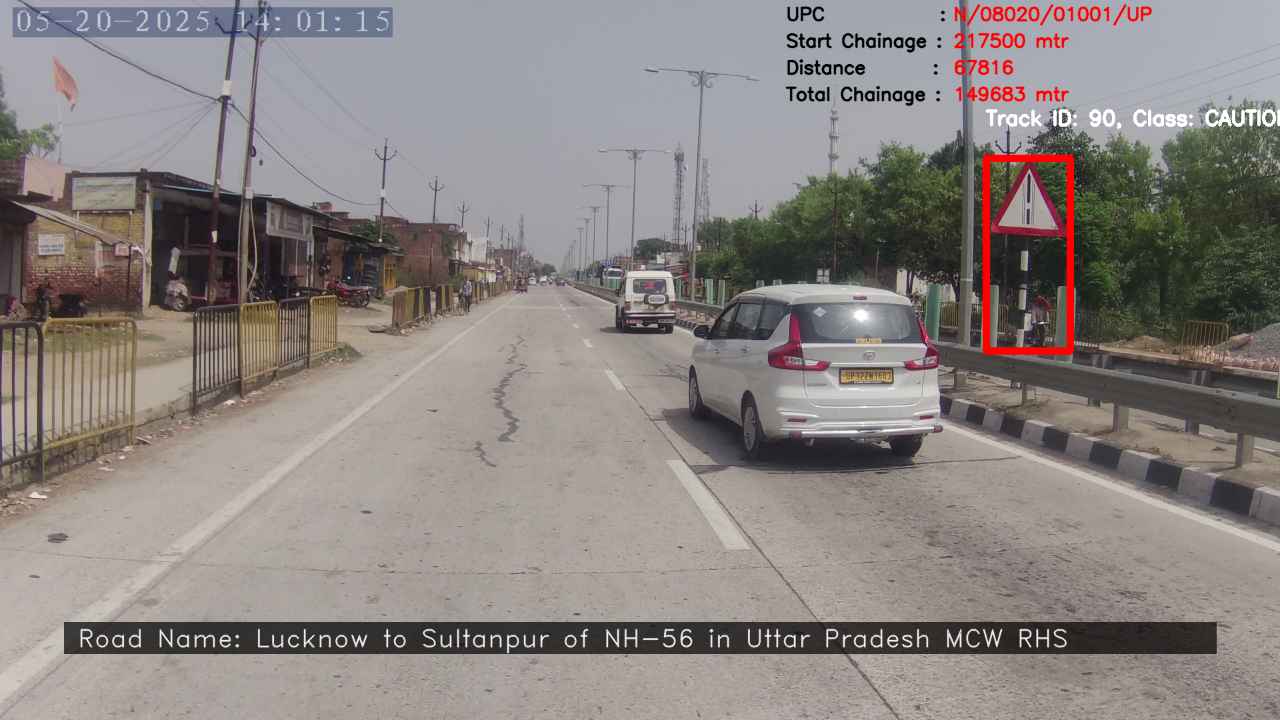 05-20-2025 14:01:15
UPC : N/08020/01001/UP
Start Chainage : 217500 mtr
Distance : 67816
Total Chainage : 149683 mtr
Track ID: 90, Class: CAUTIO
Road Name: Lucknow to Sultanpur of NH-56 in Uttar Pradesh MCW RHS